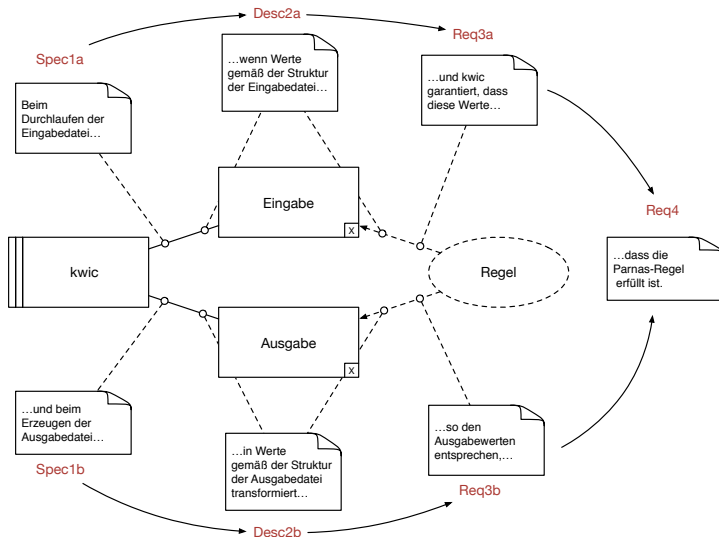 Desc2a
Spec1a
Req3a
…wenn Werte
gemäß der Struktur
der Eingabedatei…
Beim
Durchlaufen der
Eingabedatei…
…und kwic
garantiert, dass
diese Werte…
Eingabe
X
Req4
kwic
Regel
…dass die
Parnas-Regel
erfüllt ist.
Ausgabe
X
…und beim
Erzeugen der
Ausgabedatei…
…in Werte
gemäß der Struktur
der Ausgabedatei
transformiert…
…so den
Ausgabewerten
entsprechen,…
Spec1b
Req3b
Desc2b